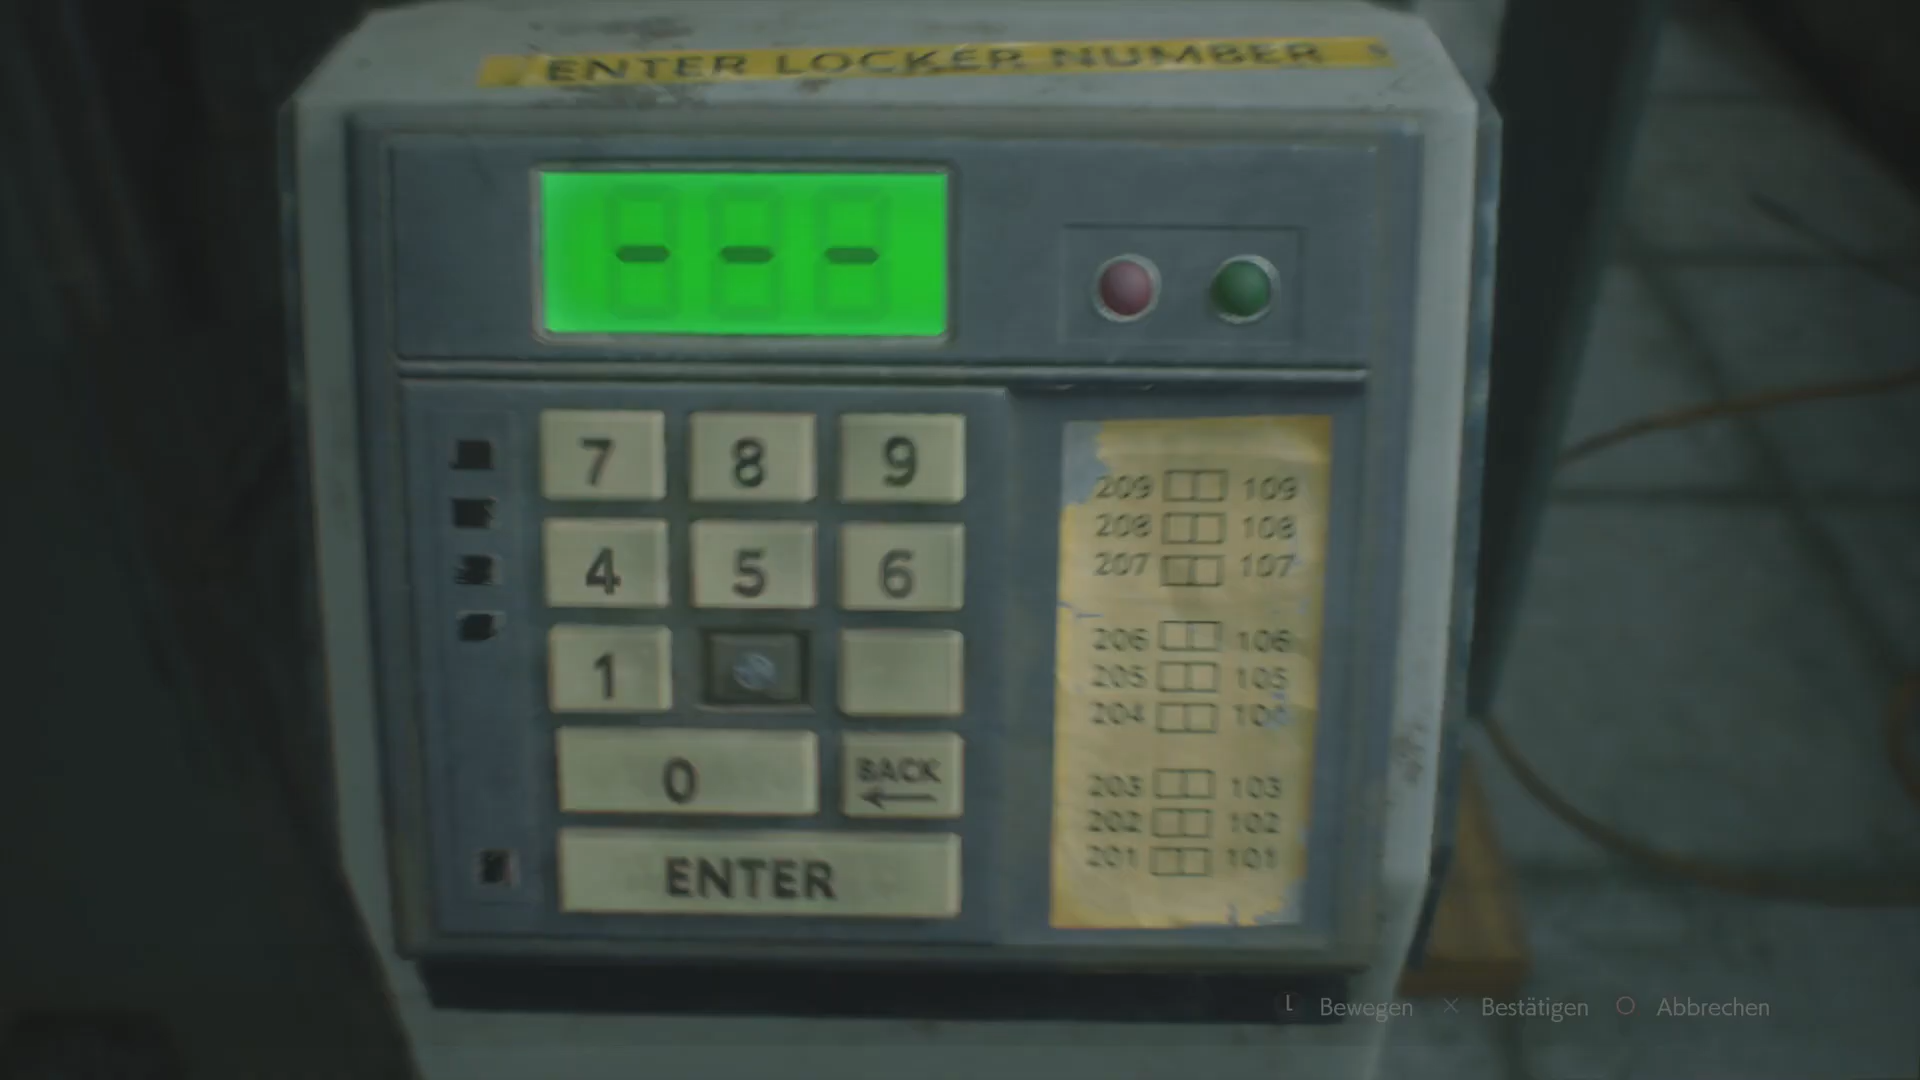 ENTER LOCKER NUMBER
7 8 9
4 5 6
1
0 BACK
ENTER
209 109
208 108
207 107
206 106
205 105
204
203 103
202 102
201 101
L Bewegen Bestätigen Abbrechen